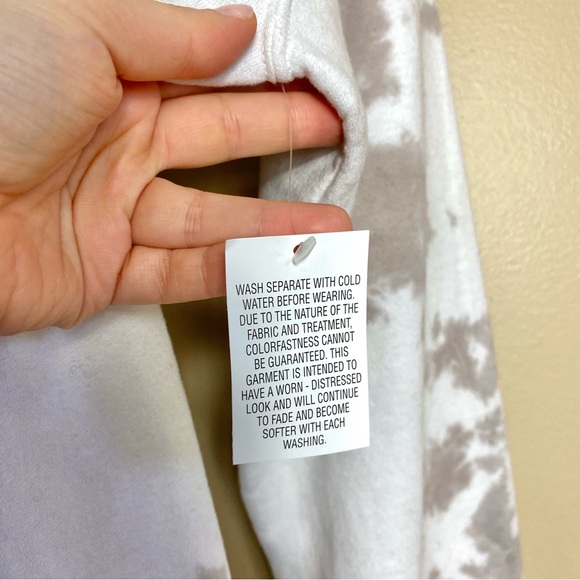 WASH SEPARATE WITH COLD
WATER BEFORE WEARING.
DUE TO THE NATURE OF THE
FABRIC AND TREATMENT,
COLORFASTNESS CANNOT
BE GUARANTEED. THIS
GARMENT IS INTENDED TO
HAVE A WORN - DISTRESSED
LOOK AND WILL CONTINUE
TO FADE AND BECOME
SOFTER WITH EACH
WASHING.